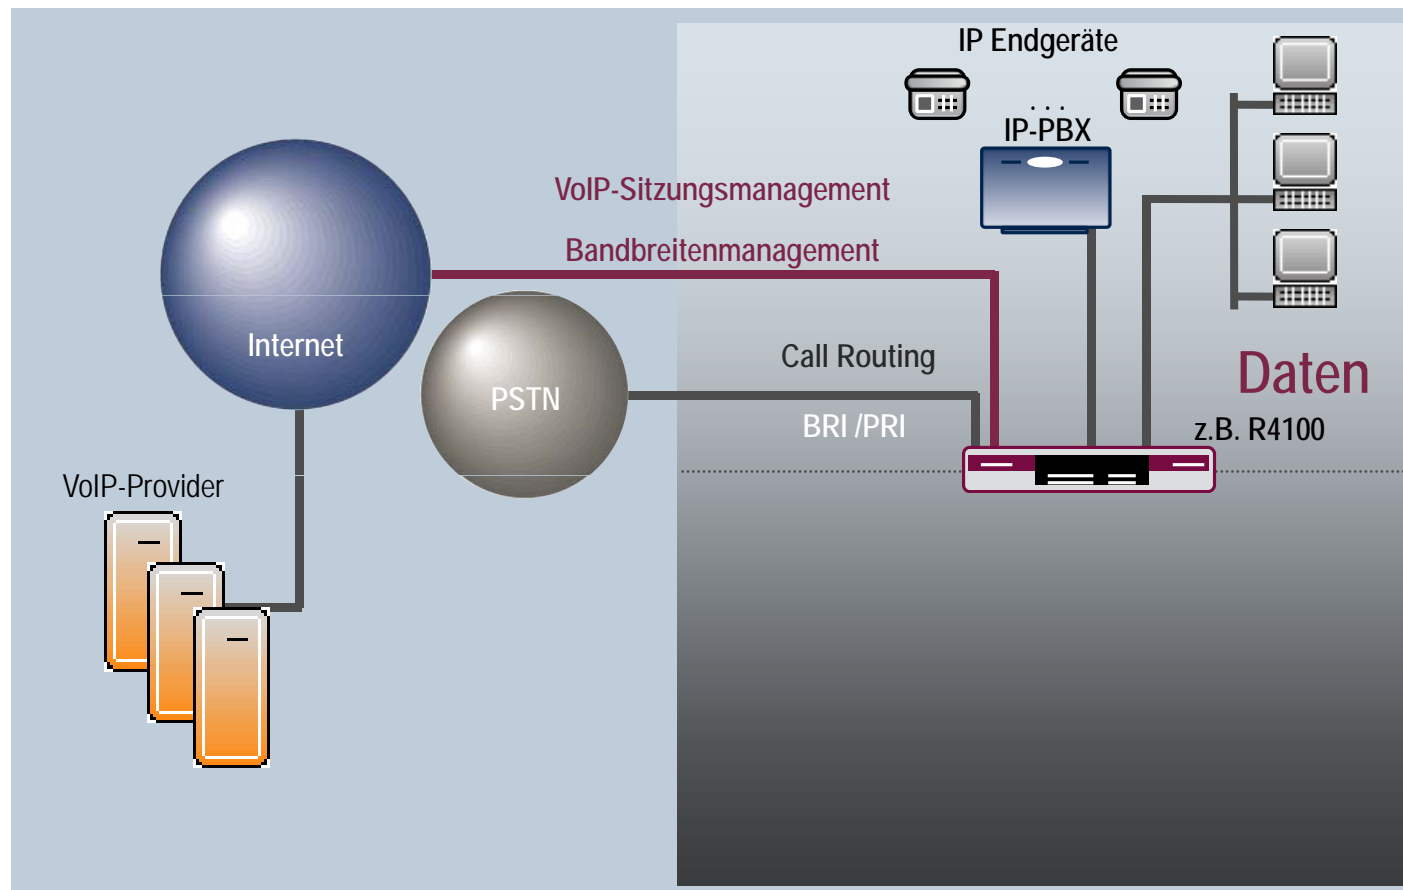 IP Endgeräte
. . .
IP-PBX
VoIP-Sitzungsmanagement
Bandbreitenmanagement
Internet
Call Routing
Daten
PSTN
BRI /PRI
z.B. R4100
VoIP-Provider